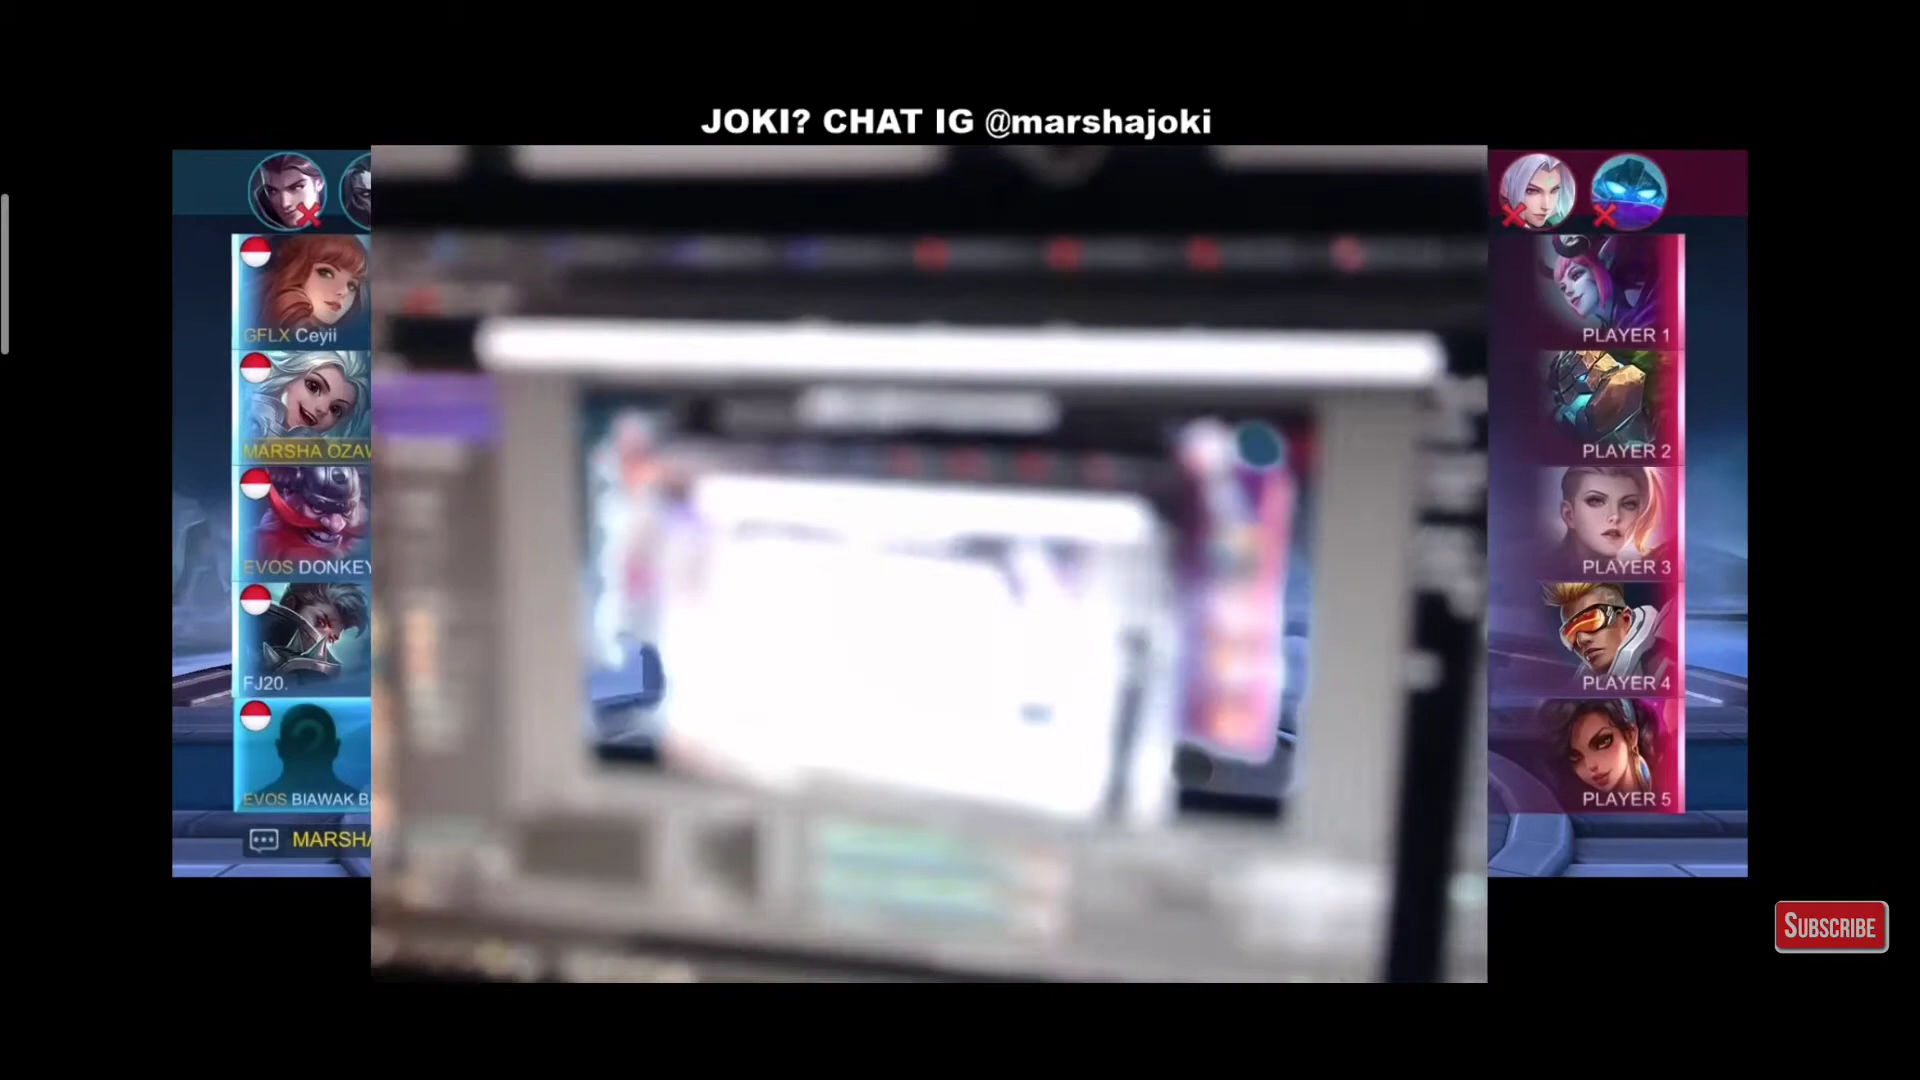 JOKI? CHAT IG @marshajoki
GFLX Ceyii
MARSHA OZAW
EVOS DONKEY
FJ20.
EVOS BIAWAK B
MARSHA
PLAYER 1
PLAYER 2
PLAYER 3
PLAYER 4
PLAYER 5
SUBSCRIBE